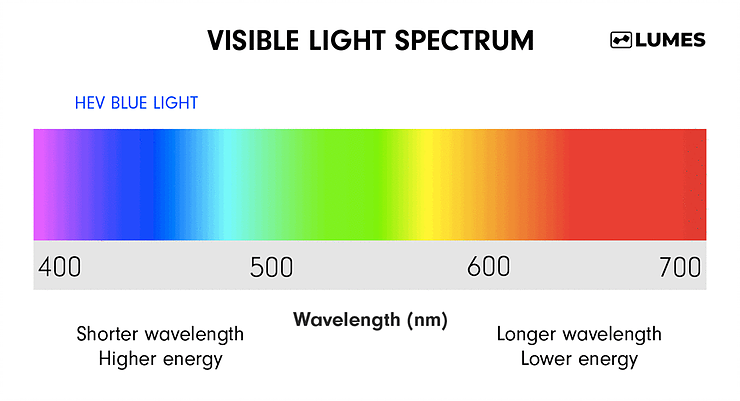 VISIBLE LIGHT SPECTRUM
LUMES
HEV BLUE LIGHT
400 500 600 700
Wavelength (nm)
Shorter wavelength
Higher energy
Longer wavelength
Lower energy